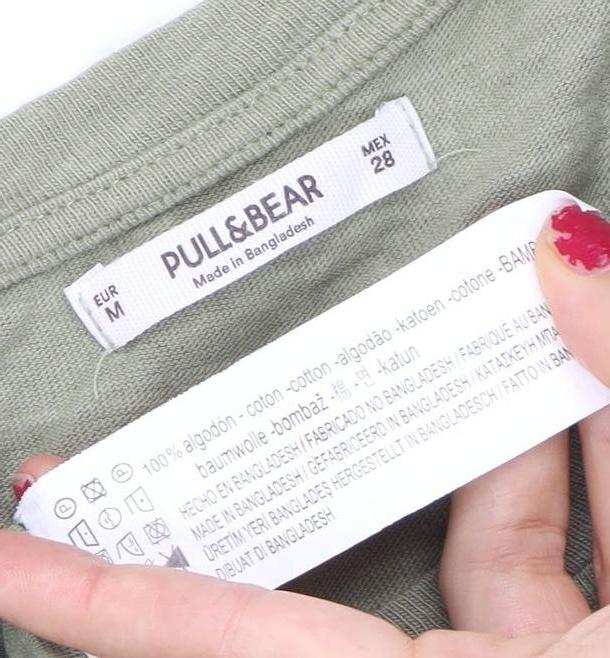 EUR
M
PULL&BEAR
Made in Bangladesh
MEX
28
100% algodón - coton -cotton -algodão -katoen -cotone -BAMB
baumwolle -bombaž -棉 -면 -katun
HECHO EN BANGLADESH / FABRICADO NO BANGLADESH / FABRIQUE AU BAN
MADE IN BANGLADESH / GEFABRICEERD IN BANGLADESH / ΚΑΤΑΣΚΕΥΗ ΜΠΑ
ÜRETİM YERİ BANGLADEŞ HERGESTELLT IN BANGLADESCH / FATTO IN BAN
DIBUAT DI BANGLADESH